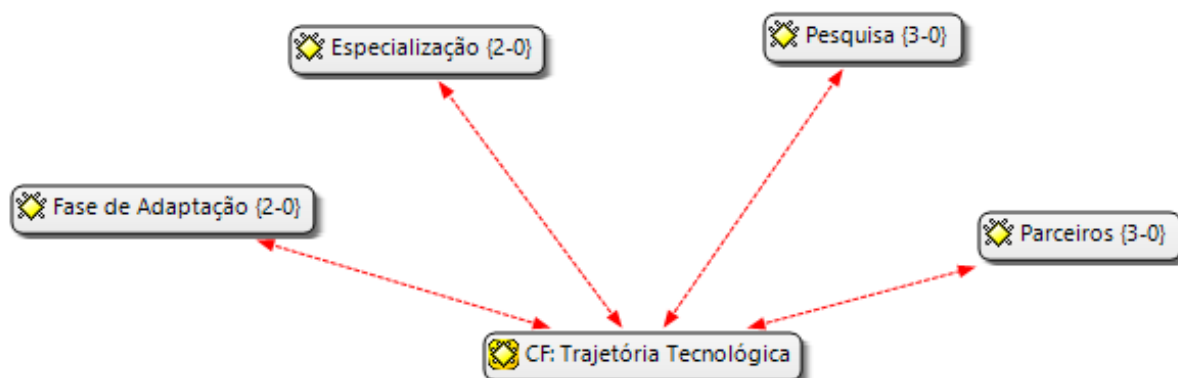 Especialização {2-0}
Pesquisa {3-0}
Fase de Adaptação {2-0}
Parceiros {3-0}
CF: Trajetória Tecnológica